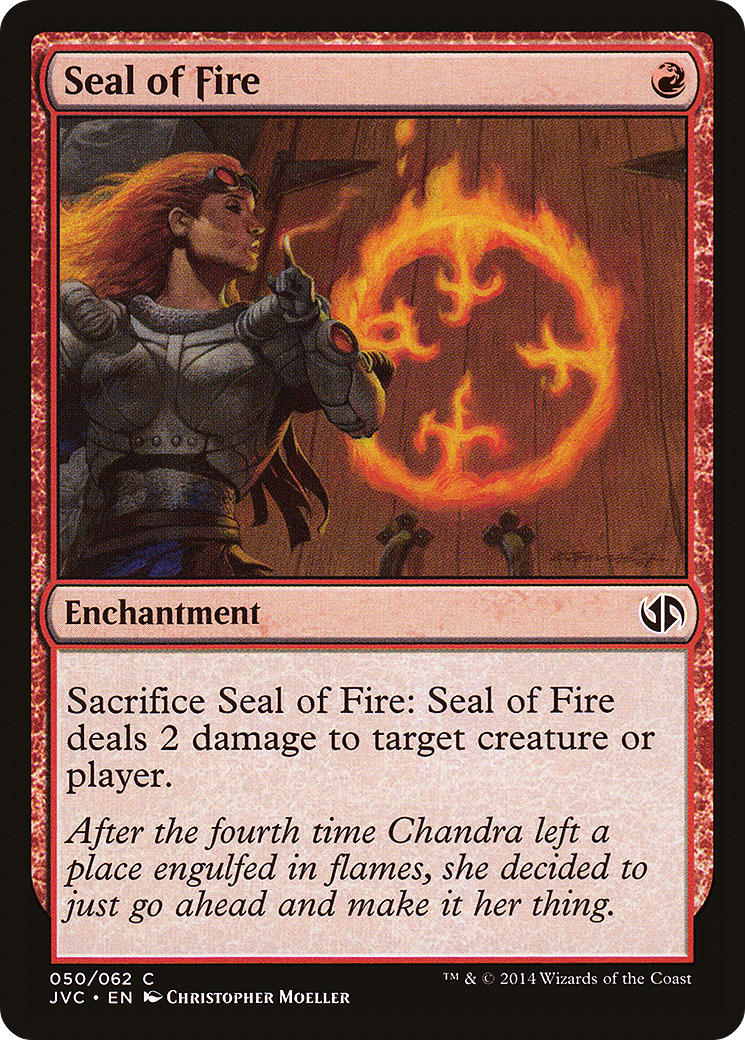 Seal of Fire
Enchantment
Sacrifice Seal of Fire: Seal of Fire
deals 2 damage to target creature or
player.
After the fourth time Chandra left a
place engulfed in flames, she decided to
just go ahead and make it her thing.
050/062 C
™ & © 2014 Wizards of the Coast
JVC • EN Christopher Moeller